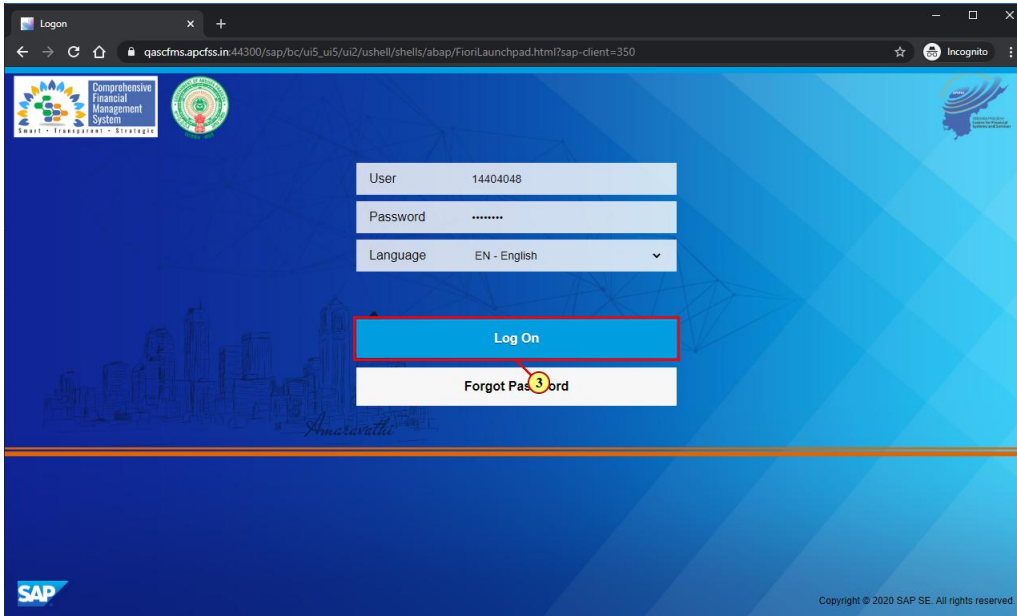 Logon
qascfms.apcfss.in:44300/sap/bc/ui5_ui5/ui2/ushell/shells/abap/FioriLaunchpad.html?sap-client=350
Incognito
Comprehensive
Financial
Management
System
Smart • Transparent • Strategic
User 14404048
Password ••••••••
Language EN - English
Log On
3
Forgot Pas ord
Amaravathi
SAP
Copyright © 2020 SAP SE. All rights reserved.